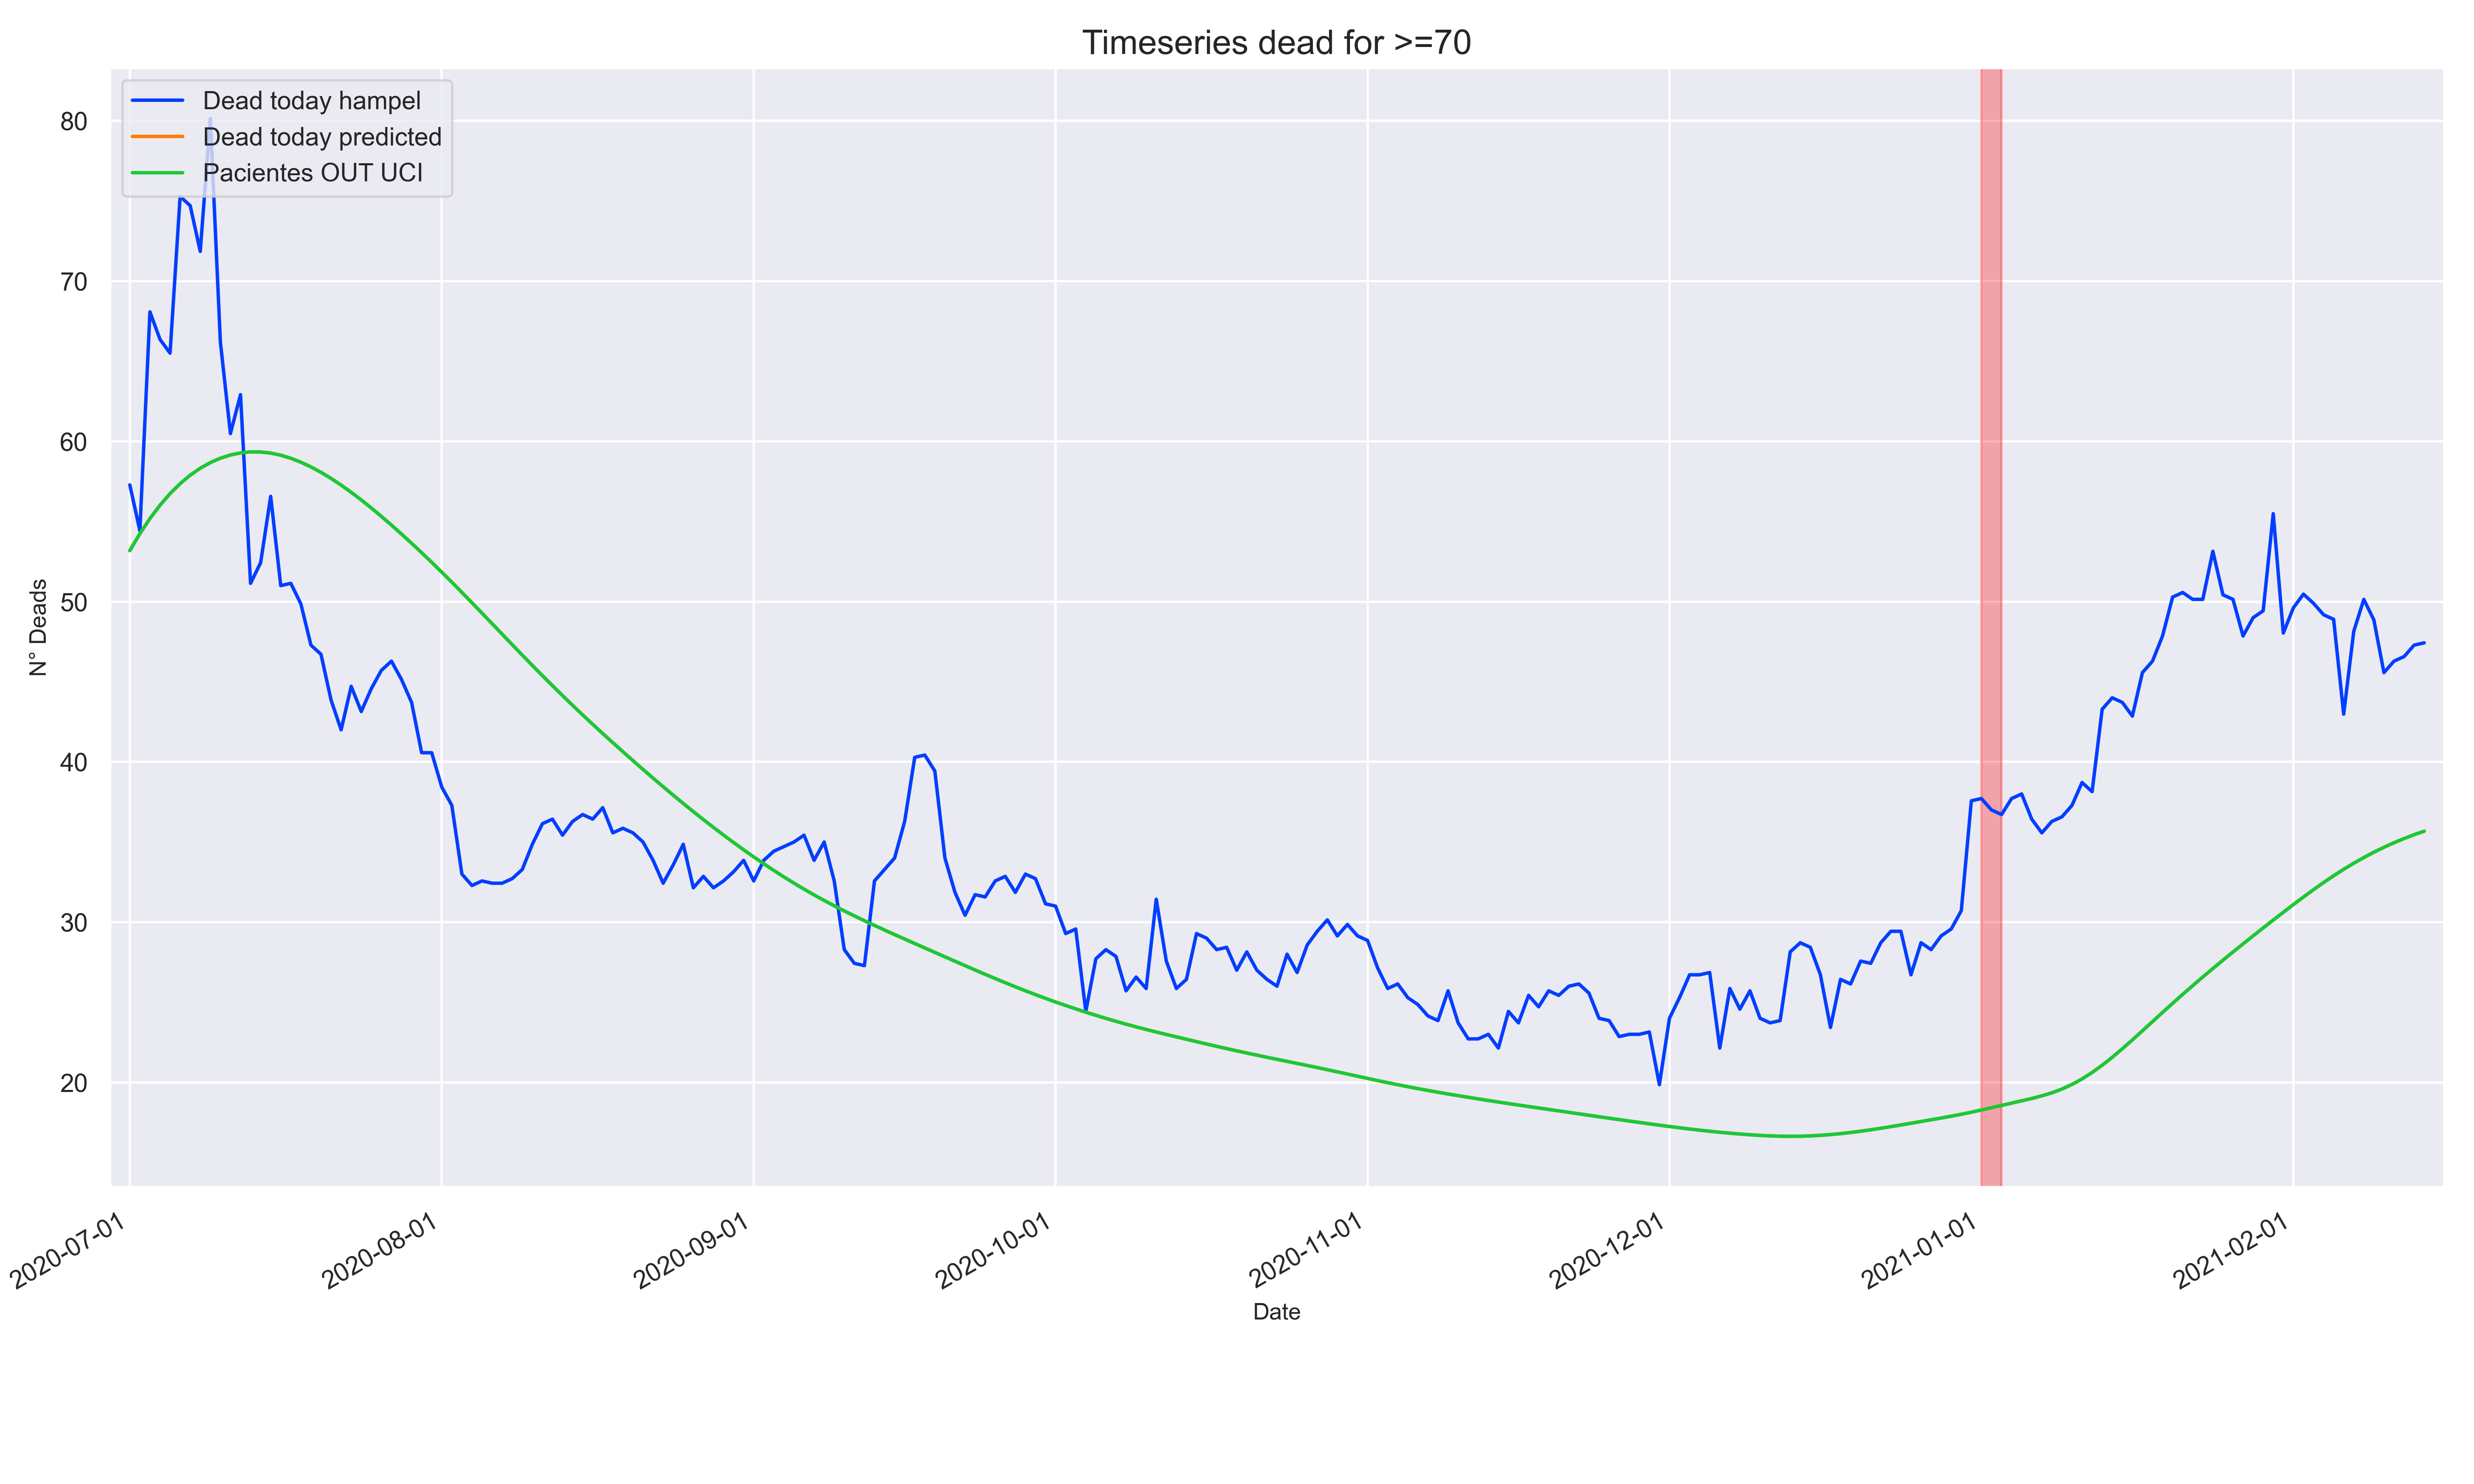 Timeseries dead for >=70
Dead today hampel
Dead today predicted
Pacientes OUT UCI
80
70
60
50
40
30
20
N° Deads
2020-07-01
2020-08-01
2020-09-01
2020-10-01
2020-11-01
2020-12-01
2021-01-01
2021-02-01
Date